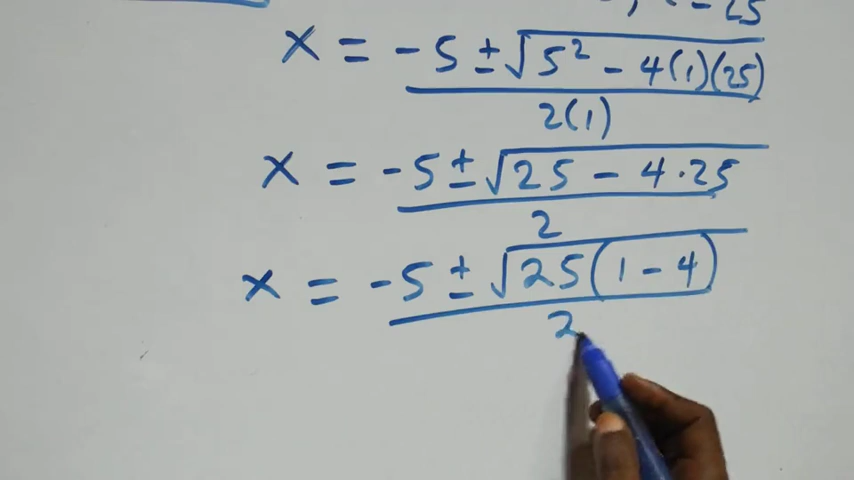 x = -5 ± √5² - 4(1)(25)
2(1)
x = -5 ± √25 - 4·25
2
x = -5 ± √25(1 - 4)
2